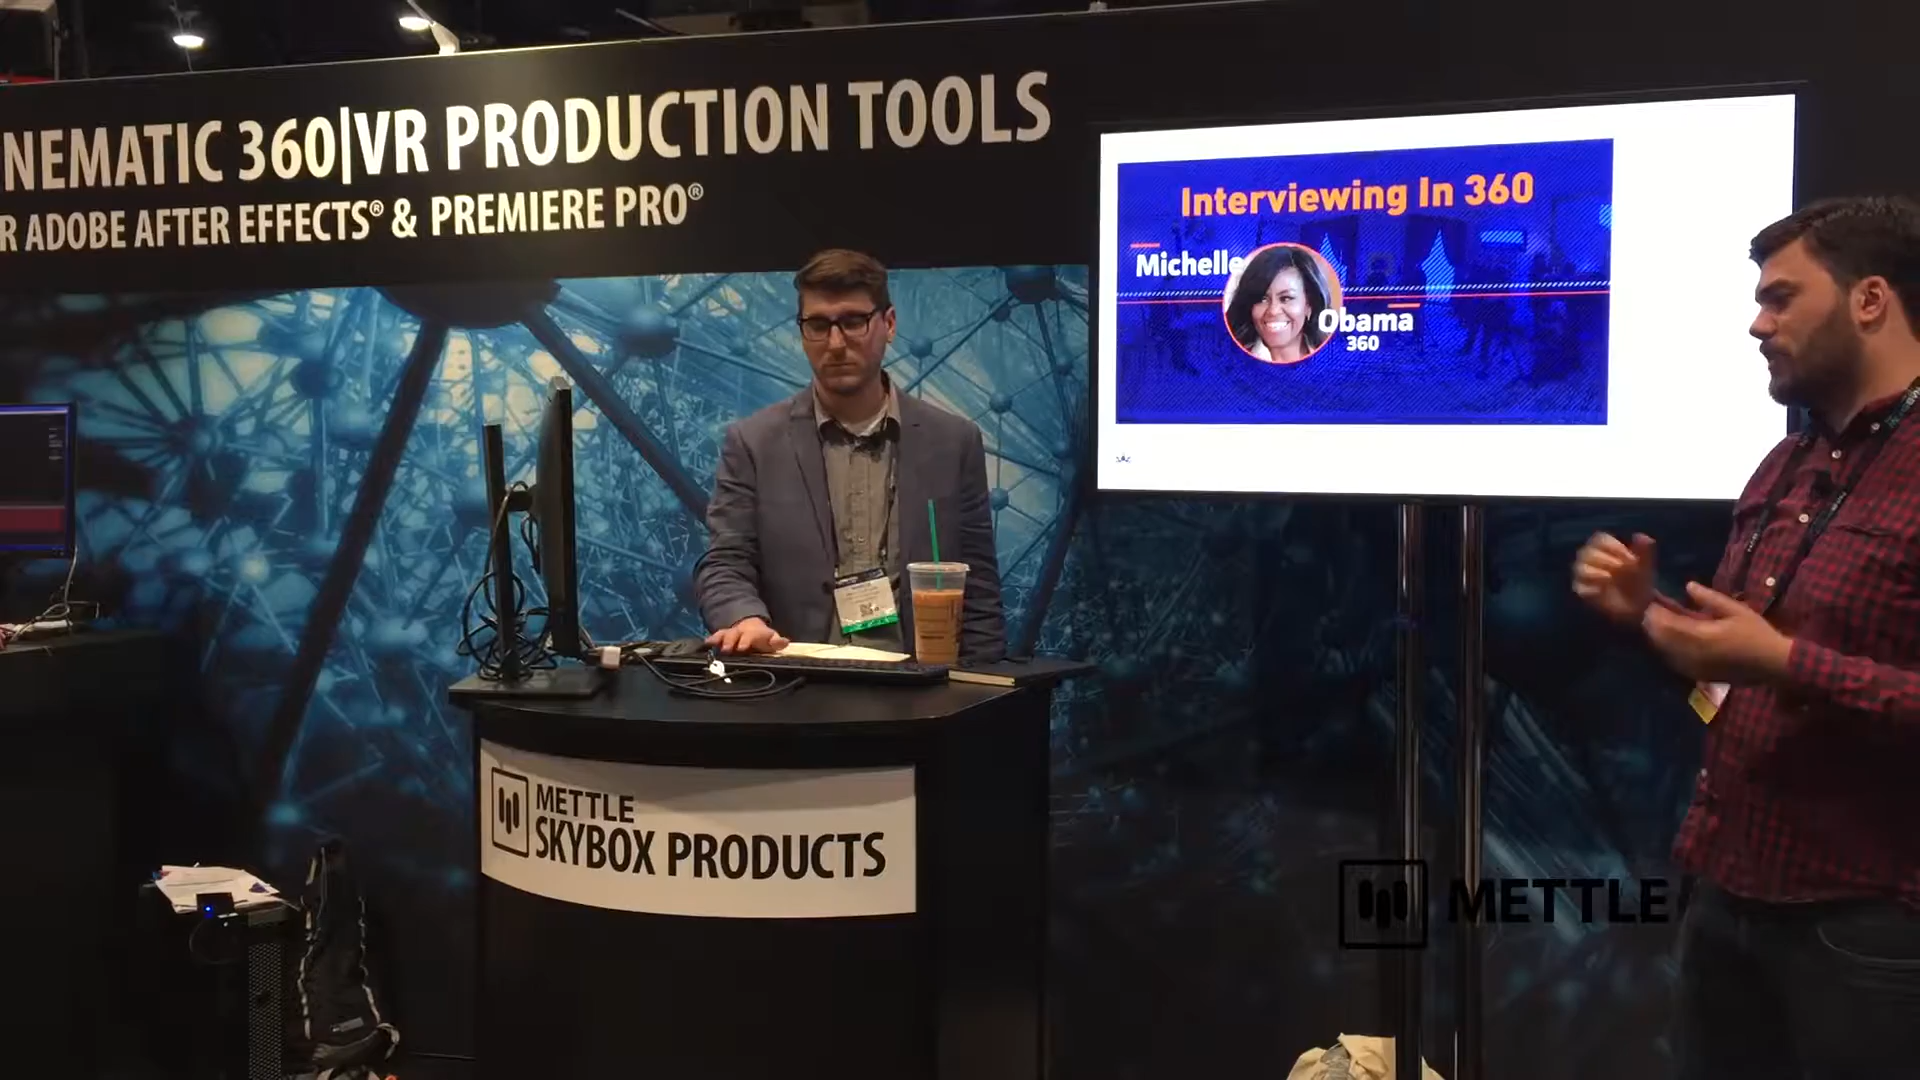 NEMATIC 360|VR PRODUCTION TOOLS
R ADOBE AFTER EFFECTS® & PREMIERE PRO®
Interviewing In 360
Michelle
Obama
360
METTLE
SKYBOX PRODUCTS
METTLE